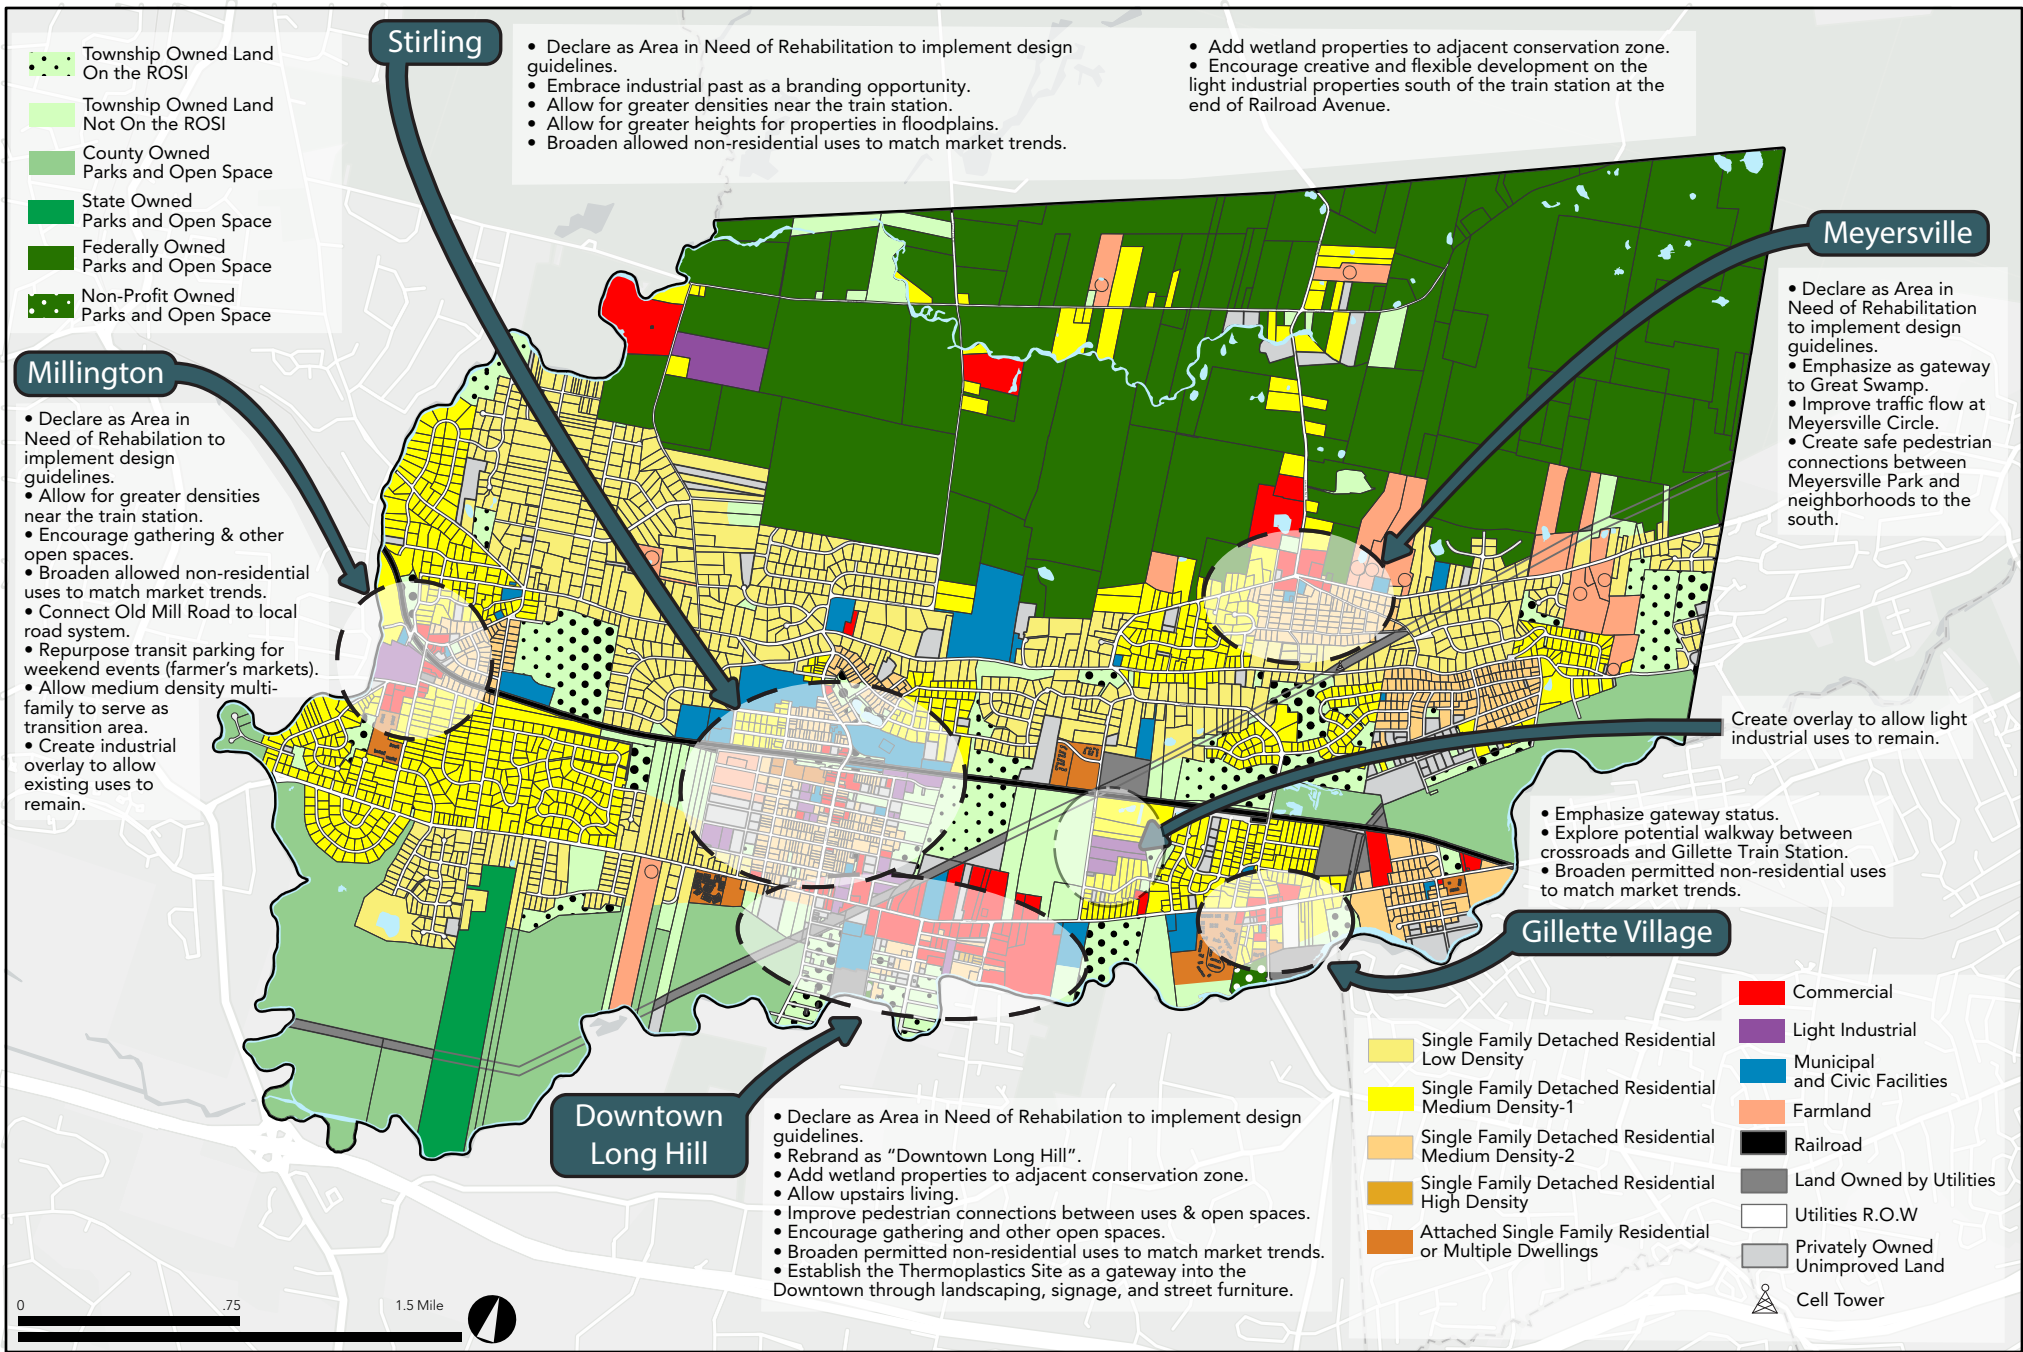 Township Owned Land
On the ROSI
Township Owned Land
Not On the ROSI
County Owned
Parks and Open Space
State Owned
Parks and Open Space
Federally Owned
Parks and Open Space
Non-Profit Owned
Parks and Open Space
Stirling
• Declare as Area in Need of Rehabilitation to implement design
guidelines.
• Embrace industrial past as a branding opportunity.
• Allow for greater densities near the train station.
• Allow for greater heights for properties in floodplains.
• Broaden allowed non-residential uses to match market trends.
• Add wetland properties to adjacent conservation zone.
• Encourage creative and flexible development on the
light industrial properties south of the train station at the
end of Railroad Avenue.
Meyersville
• Declare as Area in
Need of Rehabilitation
to implement design
guidelines.
• Emphasize as gateway
to Great Swamp.
• Improve traffic flow at
Meyersville Circle.
• Create safe pedestrian
connections between
Meyersville Park and
neighborhoods to the
south.
Millington
• Declare as Area in
Need of Rehabilation to
implement design
guidelines.
• Allow for greater densities
near the train station.
• Encourage gathering & other
open spaces.
• Broaden allowed non-residential
uses to match market trends.
• Connect Old Mill Road to local
road system.
• Repurpose transit parking for
weekend events (farmer's markets).
• Allow medium density multi-
family to serve as
transition area.
• Create industrial
overlay to allow
existing uses to
remain.
Create overlay to allow light
industrial uses to remain.
• Emphasize gateway status.
• Explore potential walkway between
crossroads and Gillette Train Station.
• Broaden permitted non-residential uses
to match market trends.
Gillette Village
Downtown
Long Hill
• Declare as Area in Need of Rehabilation to implement design
guidelines.
• Rebrand as “Downtown Long Hill”.
• Add wetland properties to adjacent conservation zone.
• Allow upstairs living.
• Improve pedestrian connections between uses & open spaces.
• Encourage gathering and other open spaces.
• Broaden permitted non-residential uses to match market trends.
• Establish the Thermoplastics Site as a gateway into the
Downtown through landscaping, signage, and street furniture.
Single Family Detached Residential
Low Density
Single Family Detached Residential
Medium Density-1
Single Family Detached Residential
Medium Density-2
Single Family Detached Residential
High Density
Attached Single Family Residential
or Multiple Dwellings
Commercial
Light Industrial
Municipal
and Civic Facilities
Farmland
Railroad
Land Owned by Utilities
Utilities R.O.W
Privately Owned
Unimproved Land
Cell Tower
0 .75 1.5 Mile